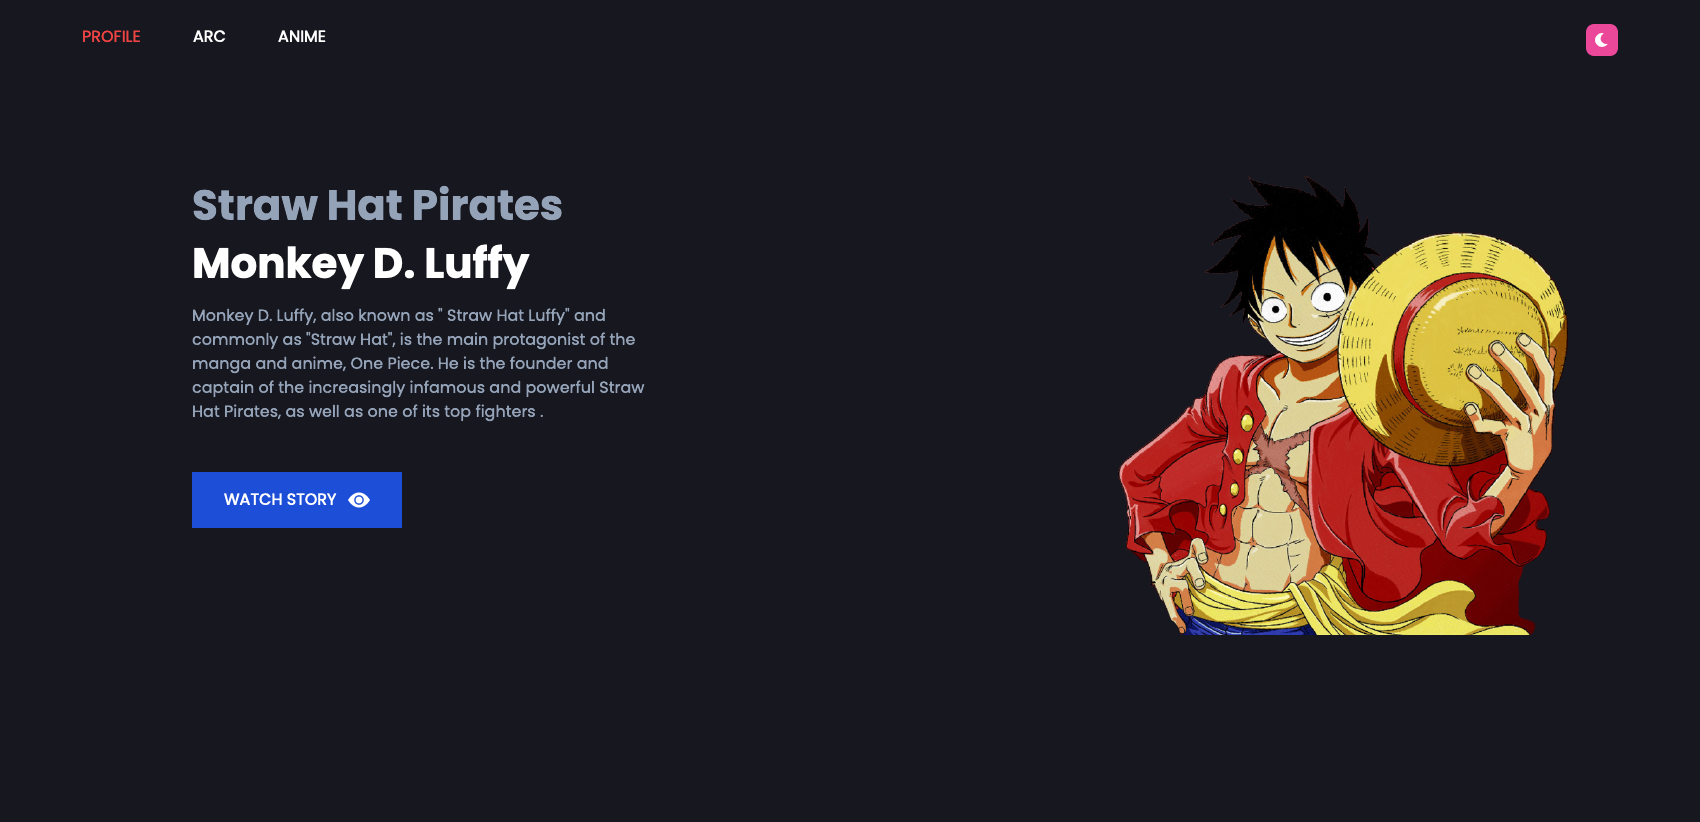 PROFILE ARC ANIME
Straw Hat Pirates
Monkey D. Luffy
Monkey D. Luffy, also known as " Straw Hat Luffy" and
commonly as "Straw Hat", is the main protagonist of the
manga and anime, One Piece. He is the founder and
captain of the increasingly infamous and powerful Straw
Hat Pirates, as well as one of its top fighters .
WATCH STORY